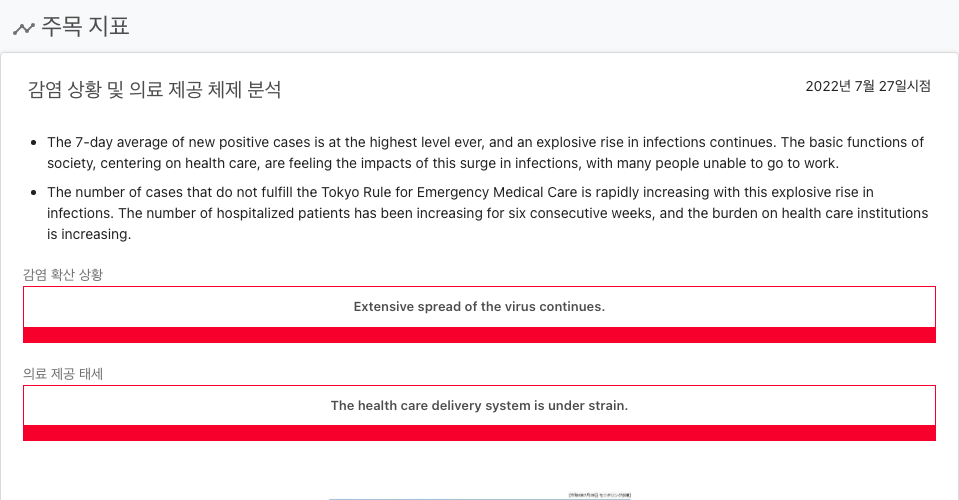 주목 지표
감염 상황 및 의료 제공 체제 분석
2022년 7월 27일시점
The 7-day average of new positive cases is at the highest level ever, and an explosive rise in infections continues. The basic functions of
society, centering on health care, are feeling the impacts of this surge in infections, with many people unable to go to work.
The number of cases that do not fulfill the Tokyo Rule for Emergency Medical Care is rapidly increasing with this explosive rise in
infections. The number of hospitalized patients has been increasing for six consecutive weeks, and the burden on health care institutions
is increasing.
감염 확산 상황
Extensive spread of the virus continues.
의료 제공 태세
The health care delivery system is under strain.